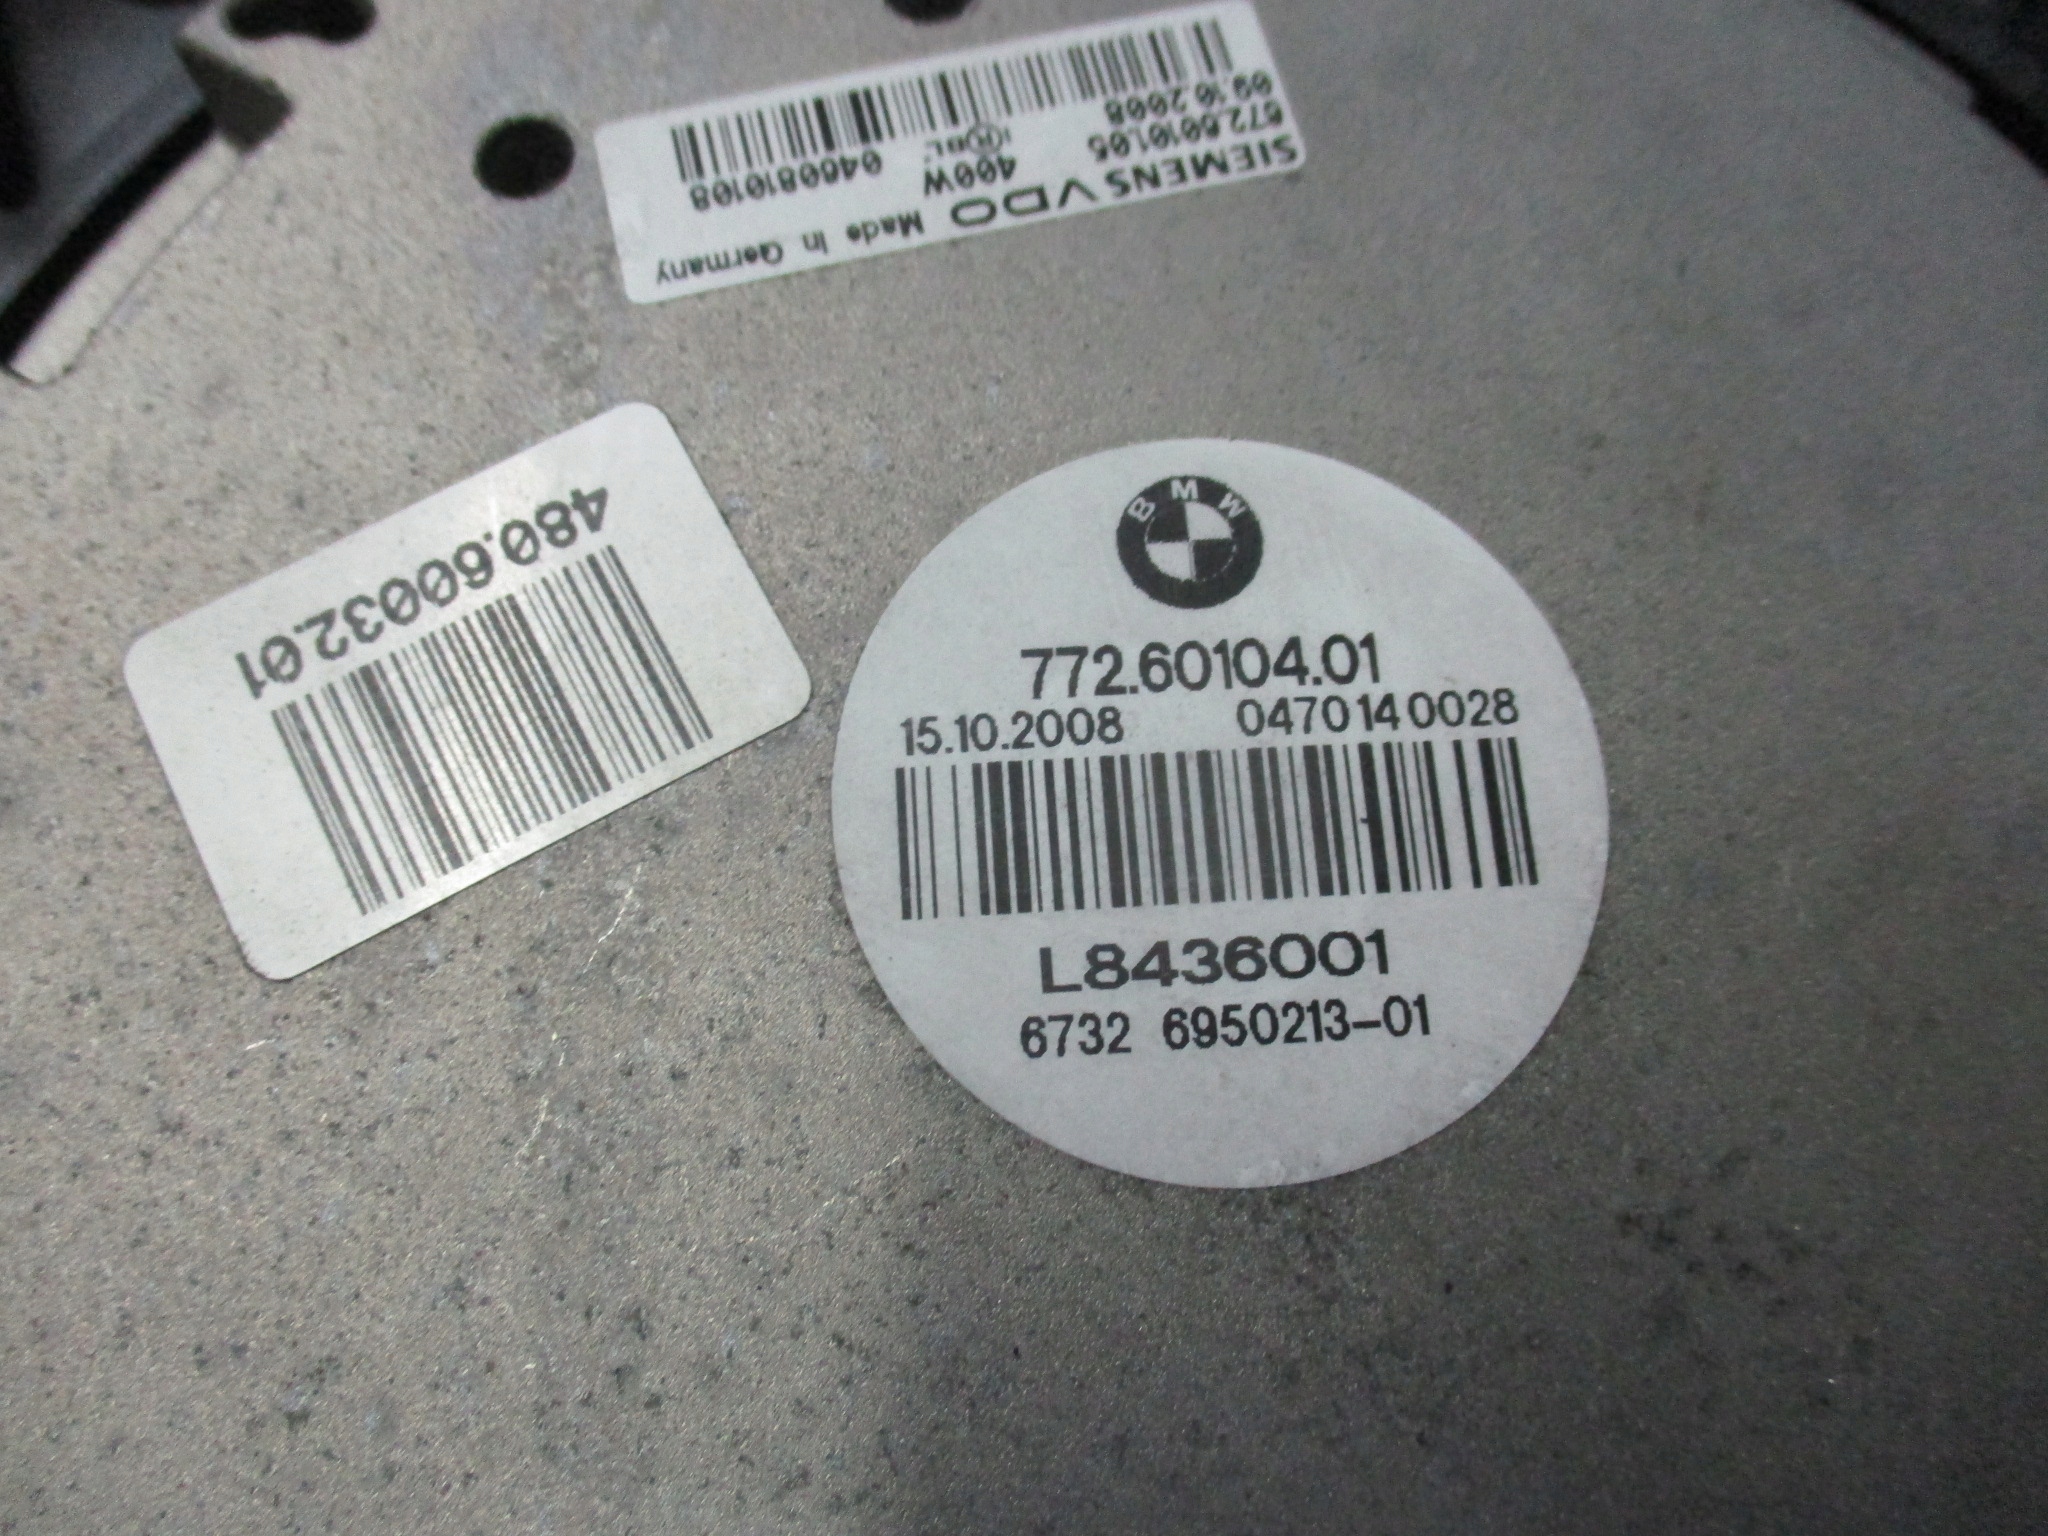 SIEMENS VDO Made in Germany
672.60101.05 400W
09.10.2008
0460810108
480.60032.01
BMW
772.60104.01
15.10.2008 0470140028
L8436001
6732 6950213-01